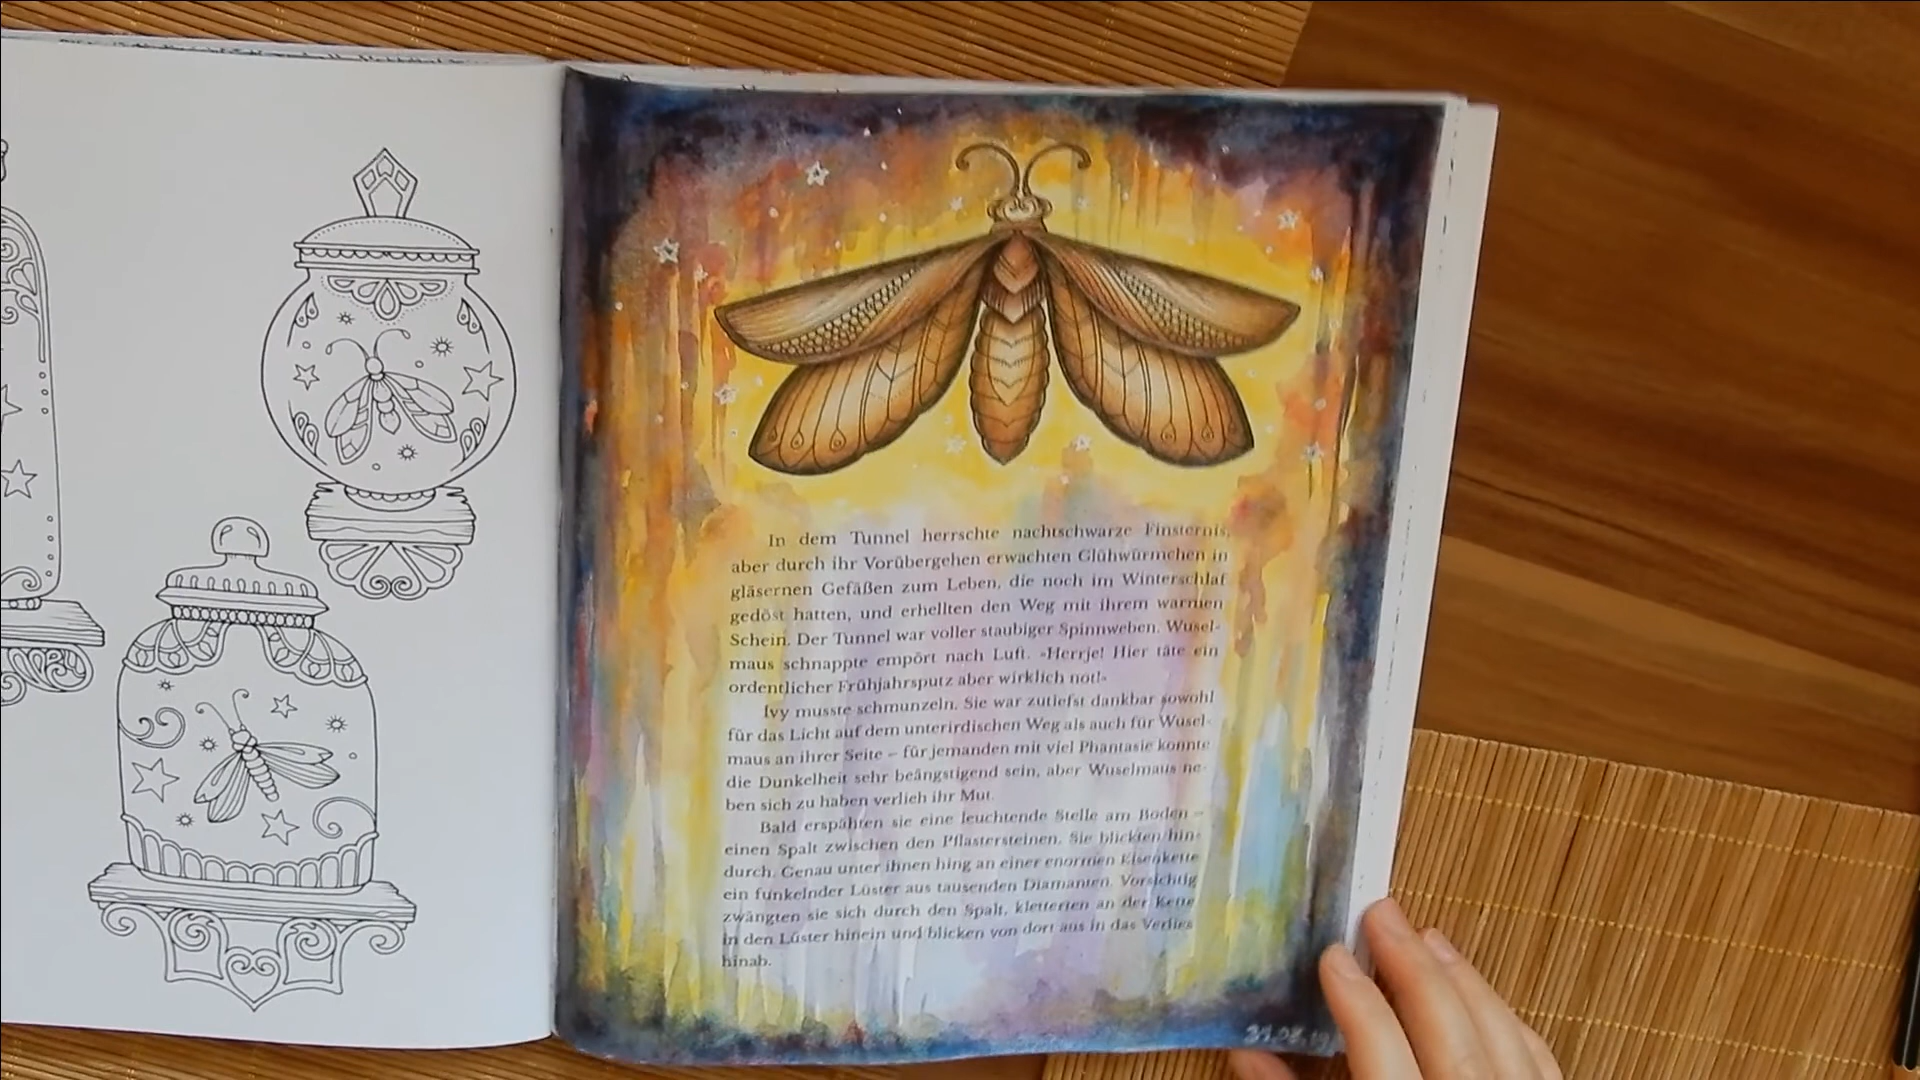 In dem Tunnel herrschte nachtschwarze Finsternis,
aber durch ihr Vorübergehen erwachten Glühwürmchen in
gläsernen Gefäßen zum Leben, die noch im Winterschlaf
gedöst hatten, und erhellten den Weg mit ihrem warmen
Schein. Der Tunnel war voller staubiger Spinnweben. Wusel-
maus schnappte empört nach Luft. »Herrje! Hier täte ein
ordentlicher Frühjahrsputz aber wirklich not!«
Ivy musste schmunzeln. Sie war zutiefst dankbar sowohl
für das Licht auf dem unterirdischen Weg als auch für Wusel-
maus an ihrer Seite – für jemanden mit viel Phantasie konnte
die Dunkelheit sehr beängstigend sein, aber Wuselmaus ne-
ben sich zu haben verlieh ihr Mut.
Bald erspähten sie eine leuchtende Stelle am Boden –
einen Spalt zwischen den Pflastersteinen. Sie blickten hin-
durch. Genau unter ihnen hing an einer enormen Eisenkette
ein funkelnder Lüster aus tausenden Diamanten. Vorsichtig
zwängten sie sich durch den Spalt, kletterten an der Kette
in den Lüster hinein und blicken von dort aus in das Verlies
hinab.